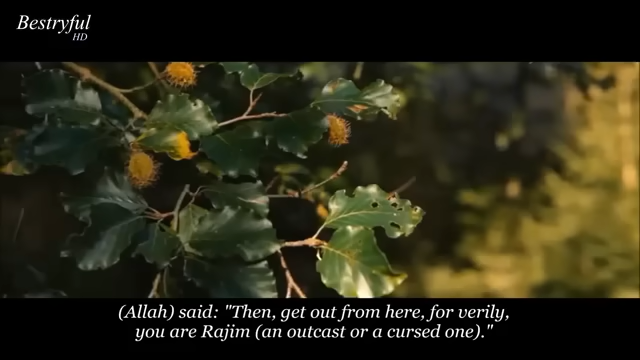 Bestryful
HD
(Allah) said: "Then, get out from here, for verily,
you are Rajim (an outcast or a cursed one)."